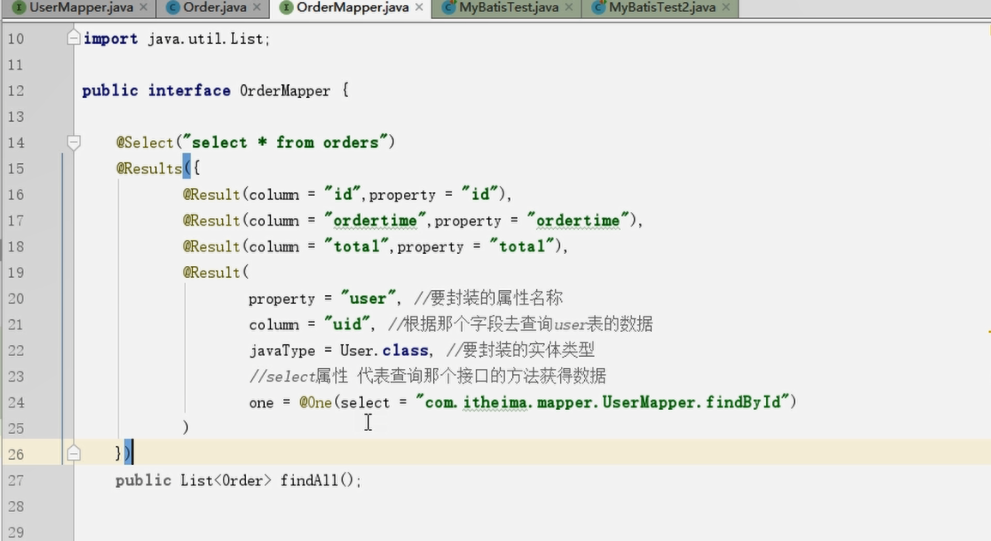 UserMapper.java × Order.java × OrderMapper.java × MyBatisTest.java × MyBatisTest2.java ×
10 import java.util.List;
11
12 public interface OrderMapper {
13
14 @Select("select * from orders")
15 @Results({
16 @Result(column = "id",property = "id"),
17 @Result(column = "ordertime",property = "ordertime"),
18 @Result(column = "total",property = "total"),
19 @Result(
20 property = "user", //要封装的属性名称
21 column = "uid", //根据那个字段去查询user表的数据
22 javaType = User.class, //要封装的实体类型
23 //select属性 代表查询那个接口的方法获得数据
24 one = @One(select = "com.itheima.mapper.UserMapper.findById")
25 )
26 })
27 public List<Order> findAll();
28
29